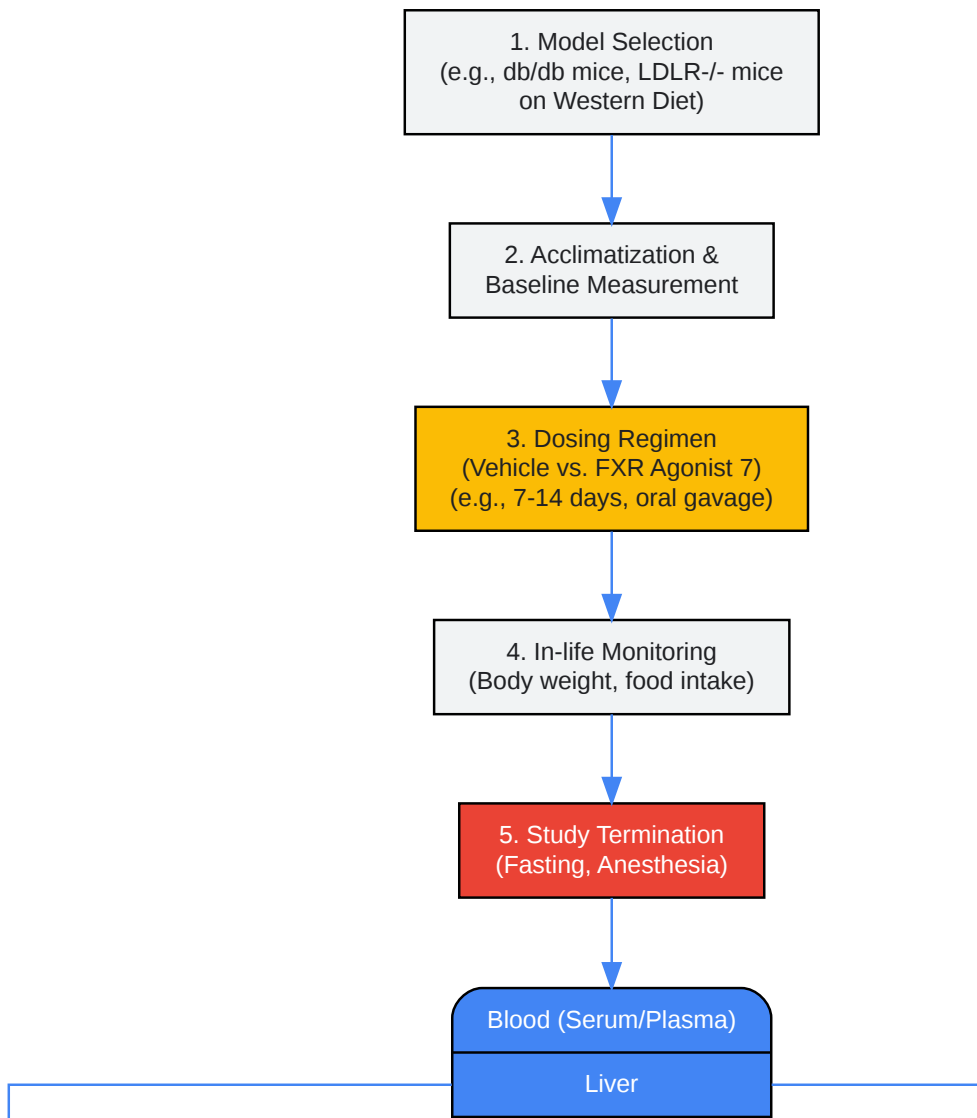 1. Model Selection
(e.g., db/db mice, LDLR-/- mice
on Western Diet)
2. Acclimatization &
Baseline Measurement
3. Dosing Regimen
(Vehicle vs. FXR Agonist 7)
(e.g., 7-14 days, oral gavage)
4. In-life Monitoring
(Body weight, food intake)
5. Study Termination
(Fasting, Anesthesia)
Blood (Serum/Plasma)
Liver